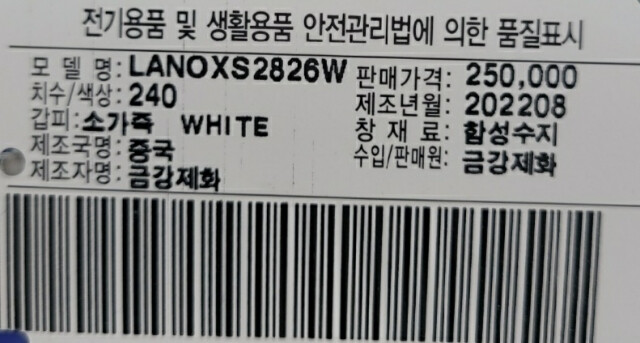 전기용품 및 생활용품 안전관리법에 의한 품질표시
모 델 명: LANOXS2826W 판매가격: 250,000
치수/색상: 240 제조년월: 202208
갑피: 소가죽 WHITE 창 재 료: 합성수지
제조국명: 중국 수입/판매원: 금강제화
제조자명: 금강제화